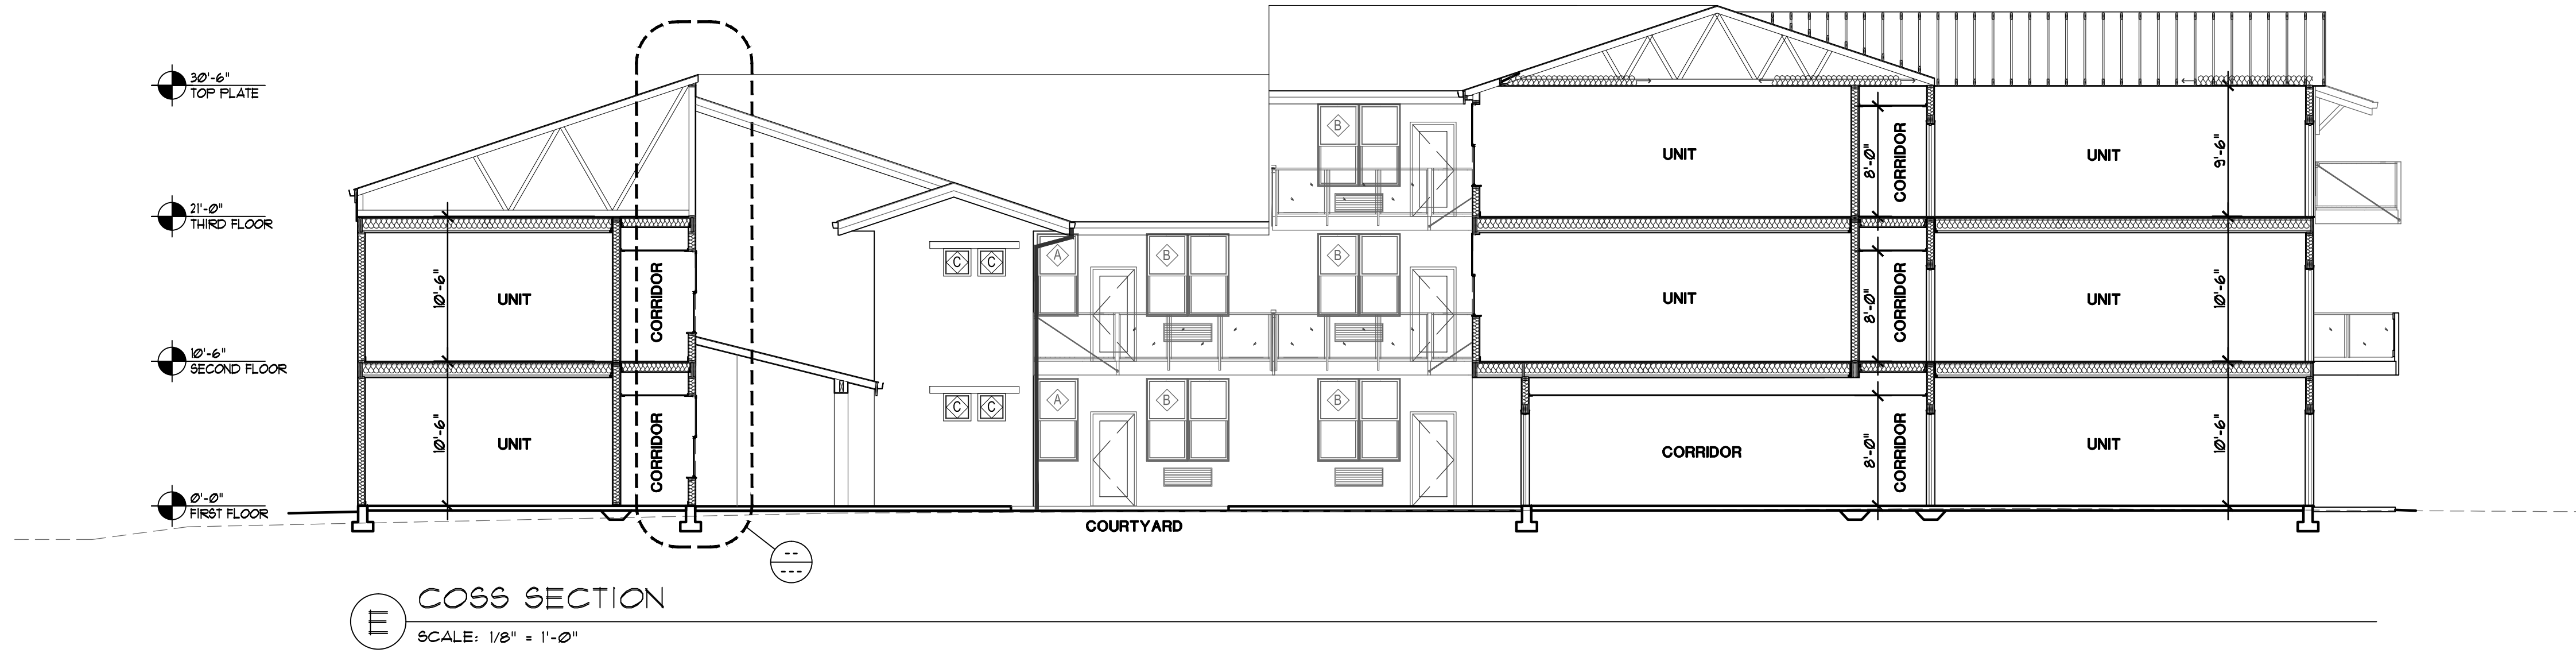 30'-6"
TOP PLATE
21'-0"
THIRD FLOOR
10'-6"
SECOND FLOOR
0'-0"
FIRST FLOOR
10'-6"
UNIT
CORRIDOR
10'-6"
UNIT
CORRIDOR
C C
C C
A B B
B
A B B
UNIT
8'-0"
CORRIDOR
UNIT
9'-6"
UNIT
8'-0"
CORRIDOR
UNIT
10'-6"
CORRIDOR
8'-0"
CORRIDOR
UNIT
10'-6"
COURTYARD
--
---
E
COSS SECTION
SCALE: 1/8" = 1'-0"